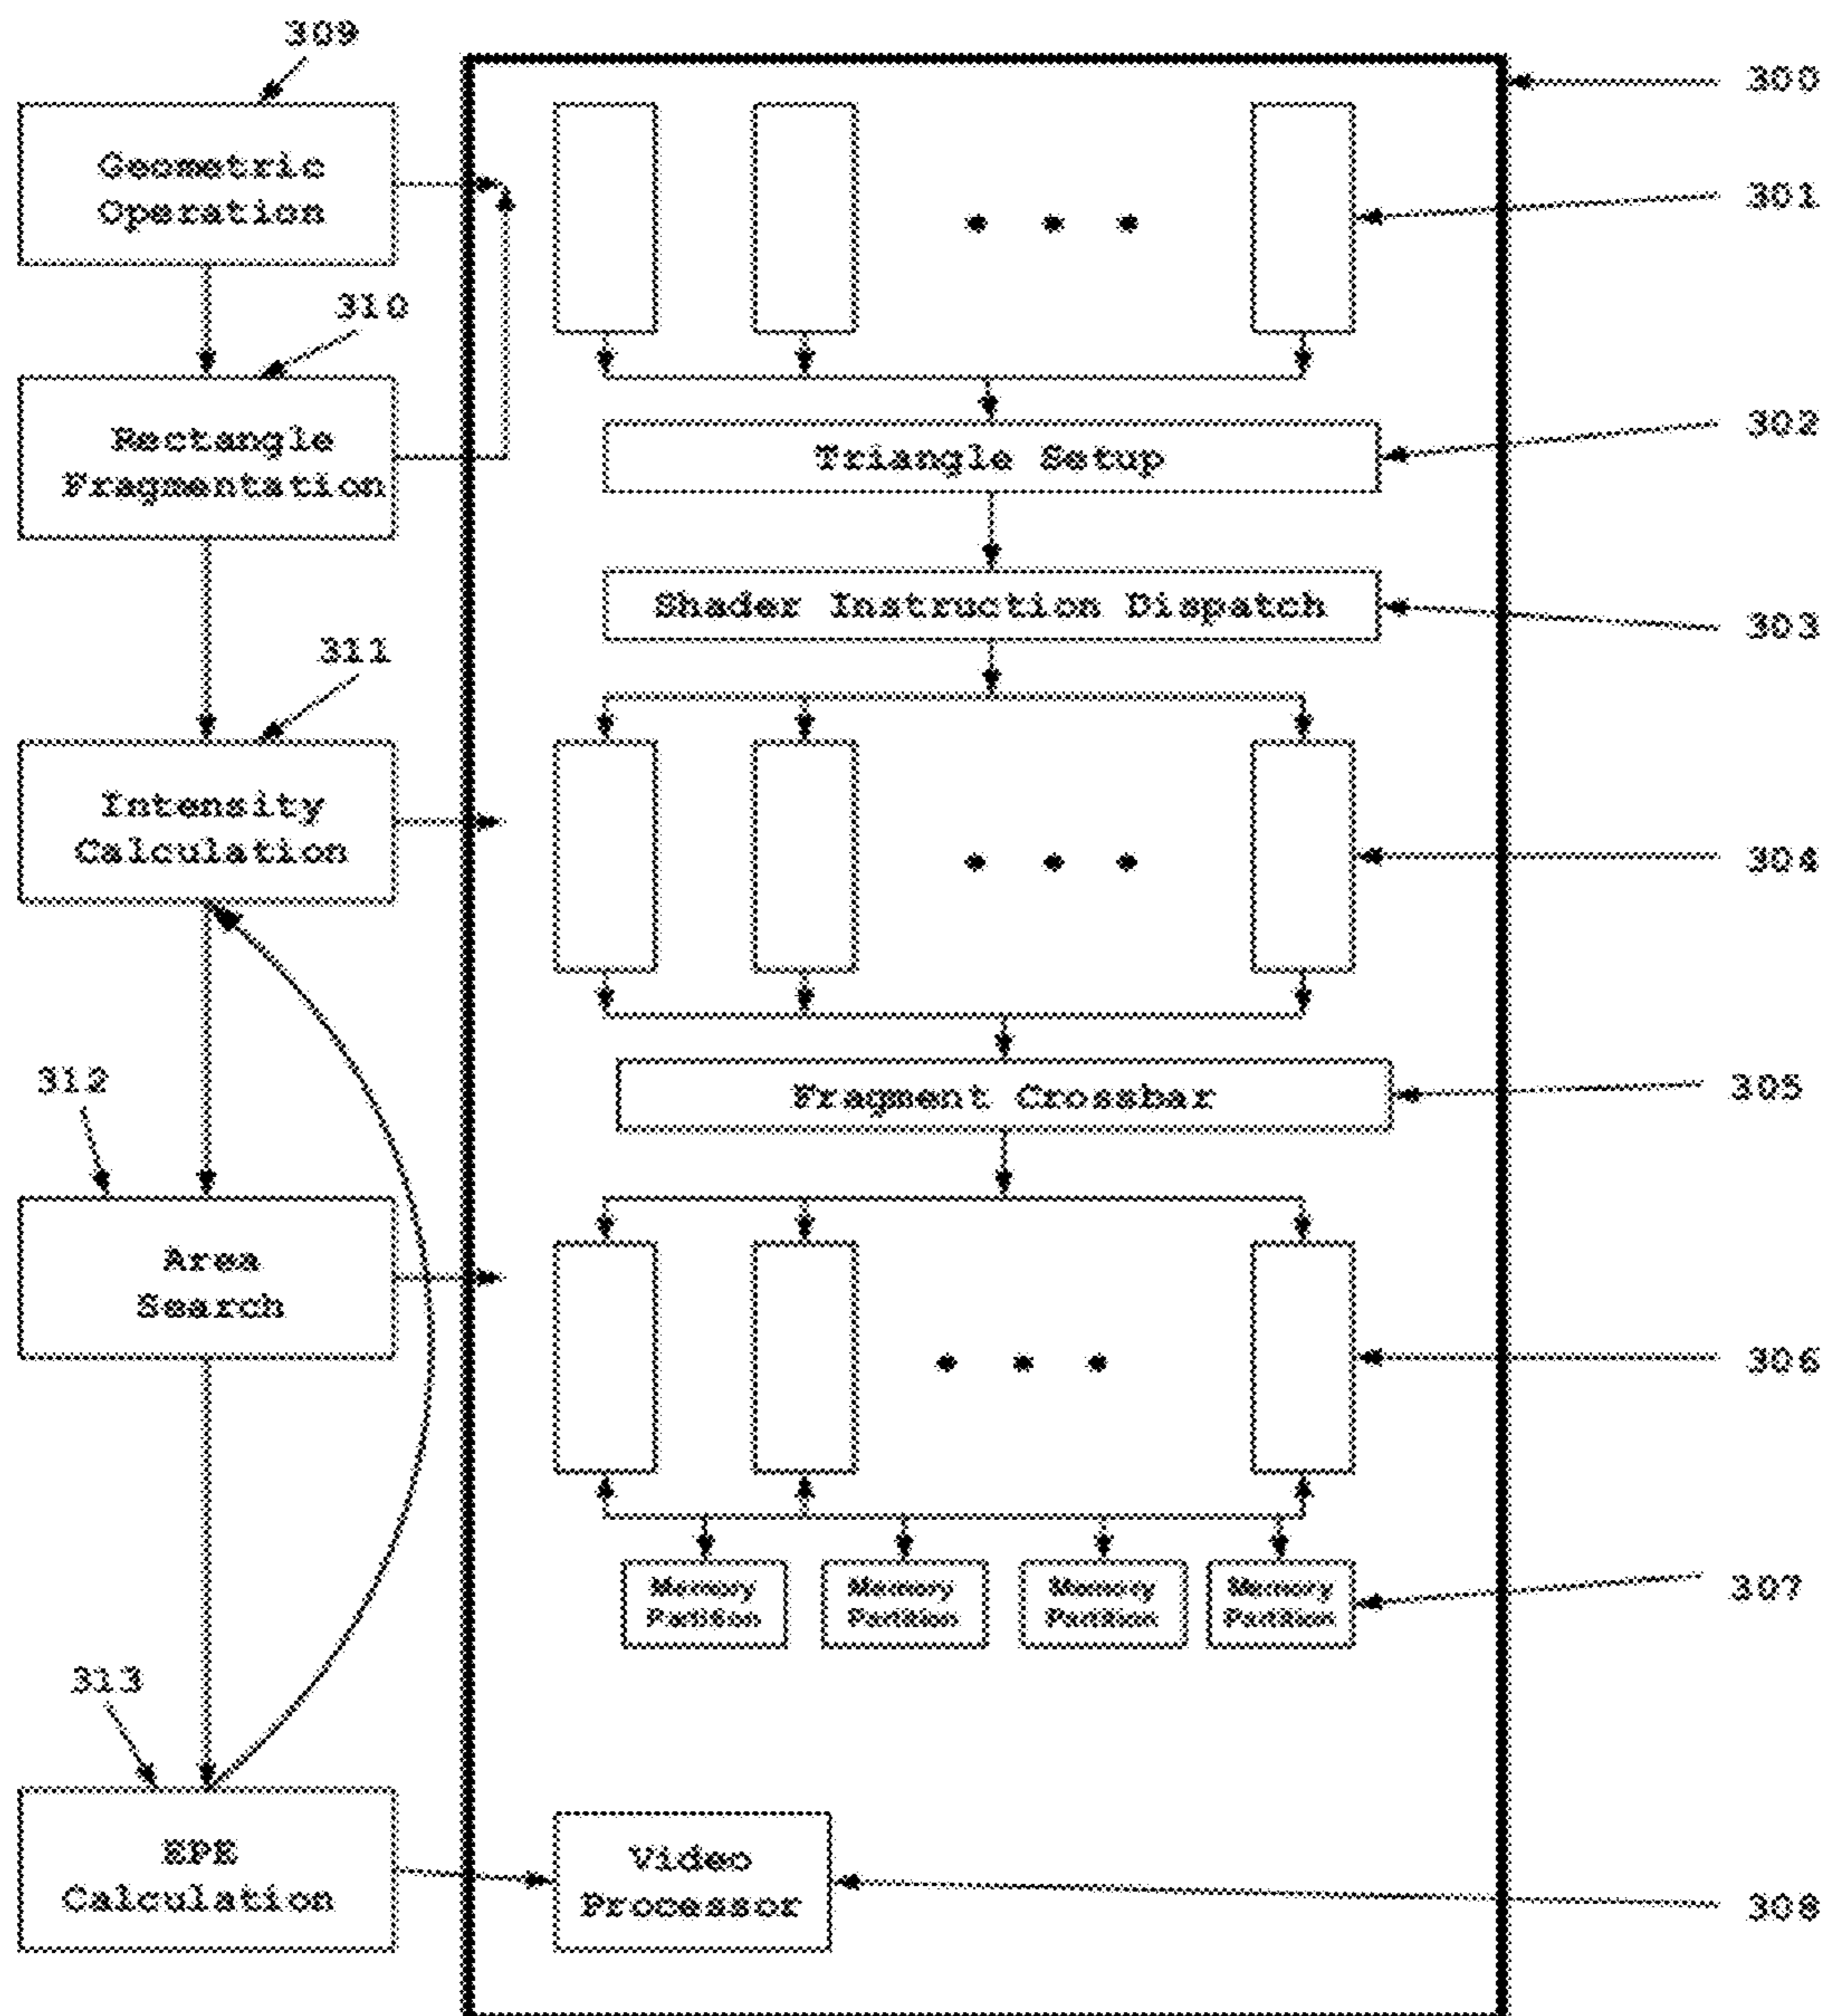 309
300
Geometric
Operation
301
310
Rectangle
Fragmentation
302
Triangle Setup
Shader Instruction Dispatch
303
311
Intensity
Calculation
304
312
Fragment Crossbar
305
Area
Search
306
Memory
Partition
Memory
Partition
Memory
Partition
Memory
Partition
307
313
EPE
Calculation
Video
Processor
308